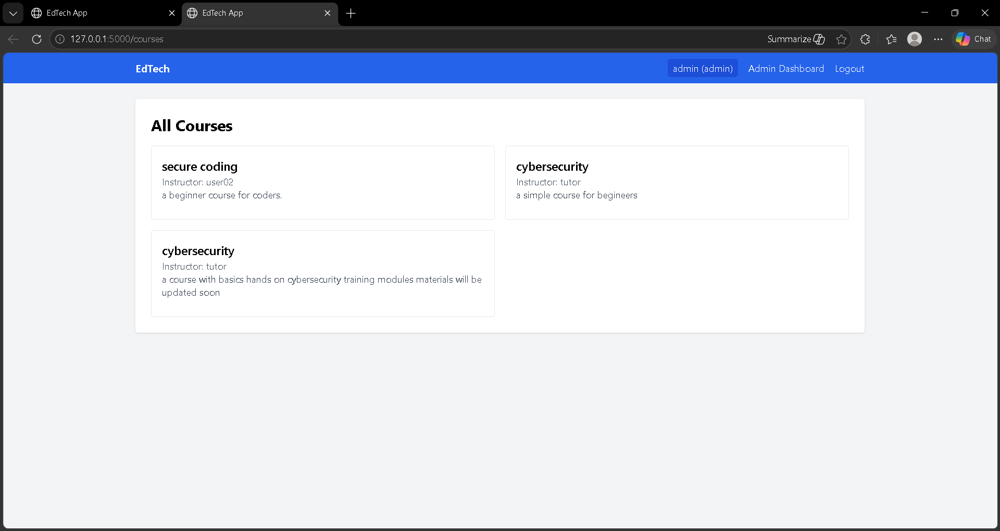 EdTech App
EdTech App
127.0.0.1:5000/courses
Summarize
Chat
EdTech
admin (admin)
Admin Dashboard
Logout
All Courses
secure coding
Instructor: user02
a beginner course for coders.
cybersecurity
Instructor: tutor
a simple course for begineers
cybersecurity
Instructor: tutor
a course with basics hands on cybersecurity training modules materials will be
updated soon